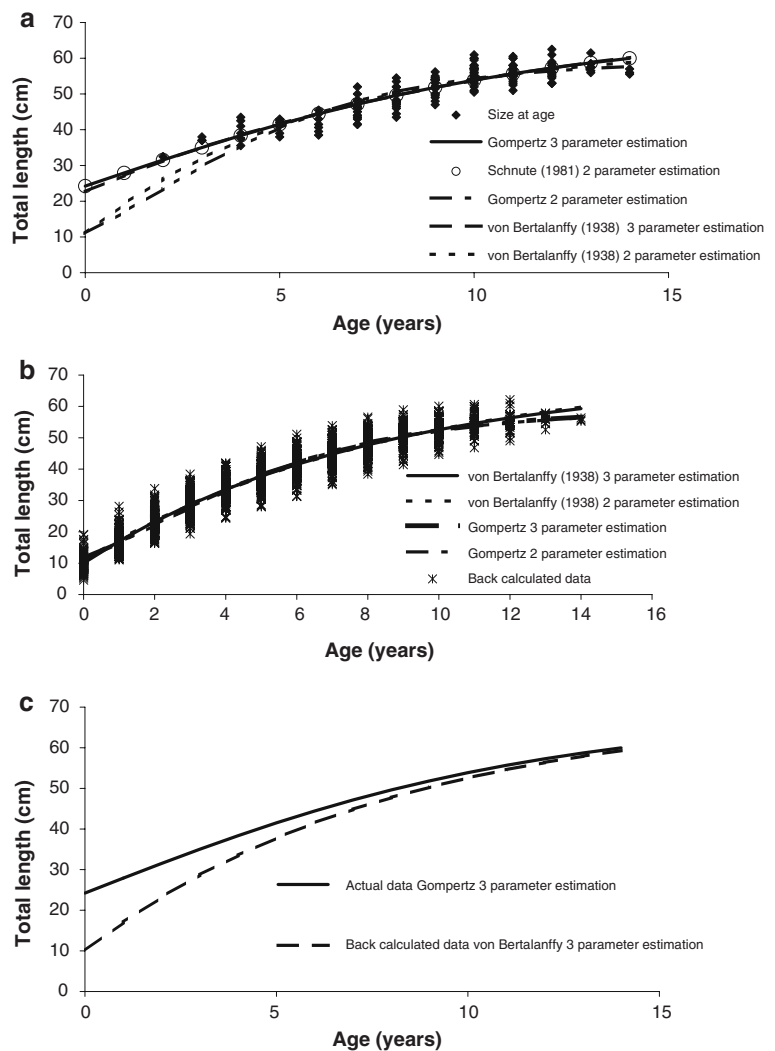 a
70
60
50
40
30
20
10
0
Total length (cm)
0 5 10 15
Age (years)
Size at age
Gompertz 3 parameter estimation
Schnute (1981) 2 parameter estimation
Gompertz 2 parameter estimation
von Bertalanffy (1938) 3 parameter estimation
von Bertalanffy (1938) 2 parameter estimation
b
70
60
50
40
30
20
10
0
Total length (cm)
0 2 4 6 8 10 12 14 16
Age (years)
von Bertalanffy (1938) 3 parameter estimation
von Bertalanffy (1938) 2 parameter estimation
Gompertz 3 parameter estimation
Gompertz 2 parameter estimation
Back calculated data
c
70
60
50
40
30
20
10
0
Total length (cm)
0 5 10 15
Age (years)
Actual data Gompertz 3 parameter estimation
Back calculated data von Bertalanffy 3 parameter estimation